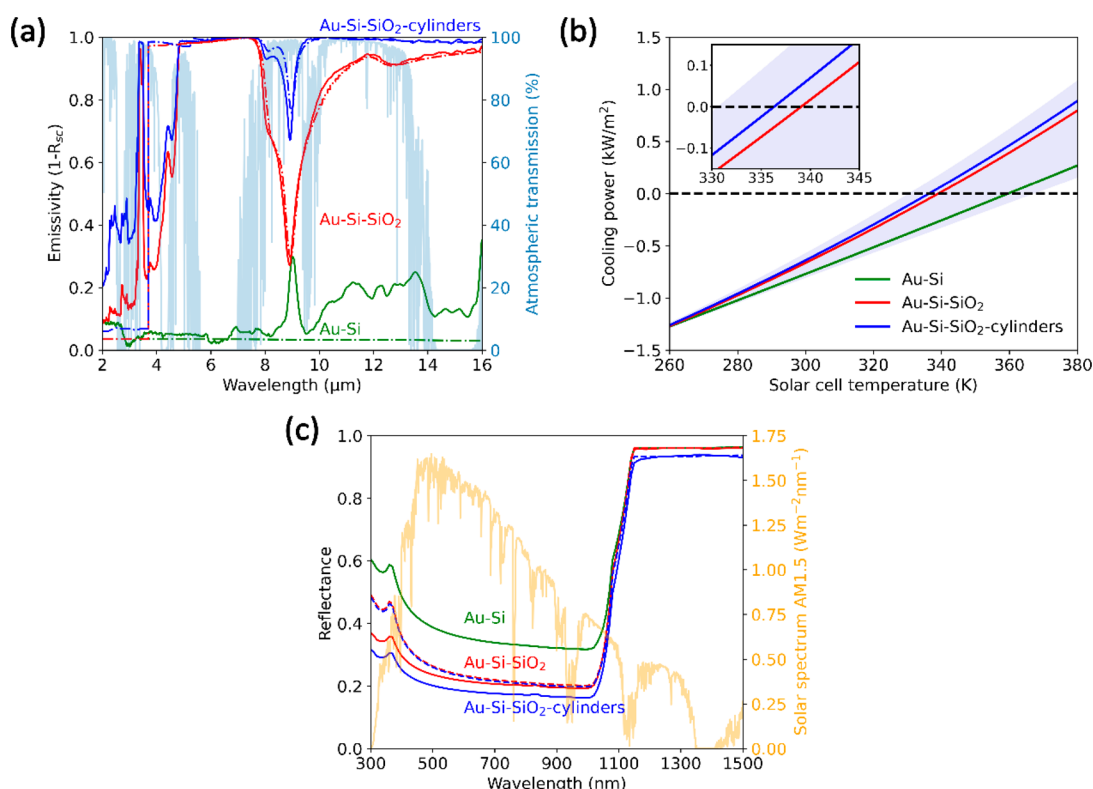 (a)
Au-Si-SiO2-cylinders
1.0
0.8
0.6
0.4
0.2
0.0
Emissivity (1-Rsc)
Au-Si-SiO2
Au-Si
100
80
60
40
20
0
Atmospheric transmission (%)
2 4 6 8 10 12 14 16
Wavelength (μm)
(b)
1.5
1.0
0.5
0.0
−0.5
−1.0
−1.5
Cooling power (kW/m2)
0.1
0.0
−0.1
330 335 340 345
Au-Si
Au-Si-SiO2
Au-Si-SiO2-cylinders
260 280 300 320 340 360 380
Solar cell temperature (K)
(c)
1.0
0.8
0.6
0.4
0.2
0.0
Reflectance
Au-Si
Au-Si-SiO2
Au-Si-SiO2-cylinders
1.75
1.50
1.25
1.00
0.75
0.50
0.25
0.00
Solar spectrum AM1.5 (Wm−2nm−1)
300 500 700 900 1100 1300 1500
Wavelength (nm)